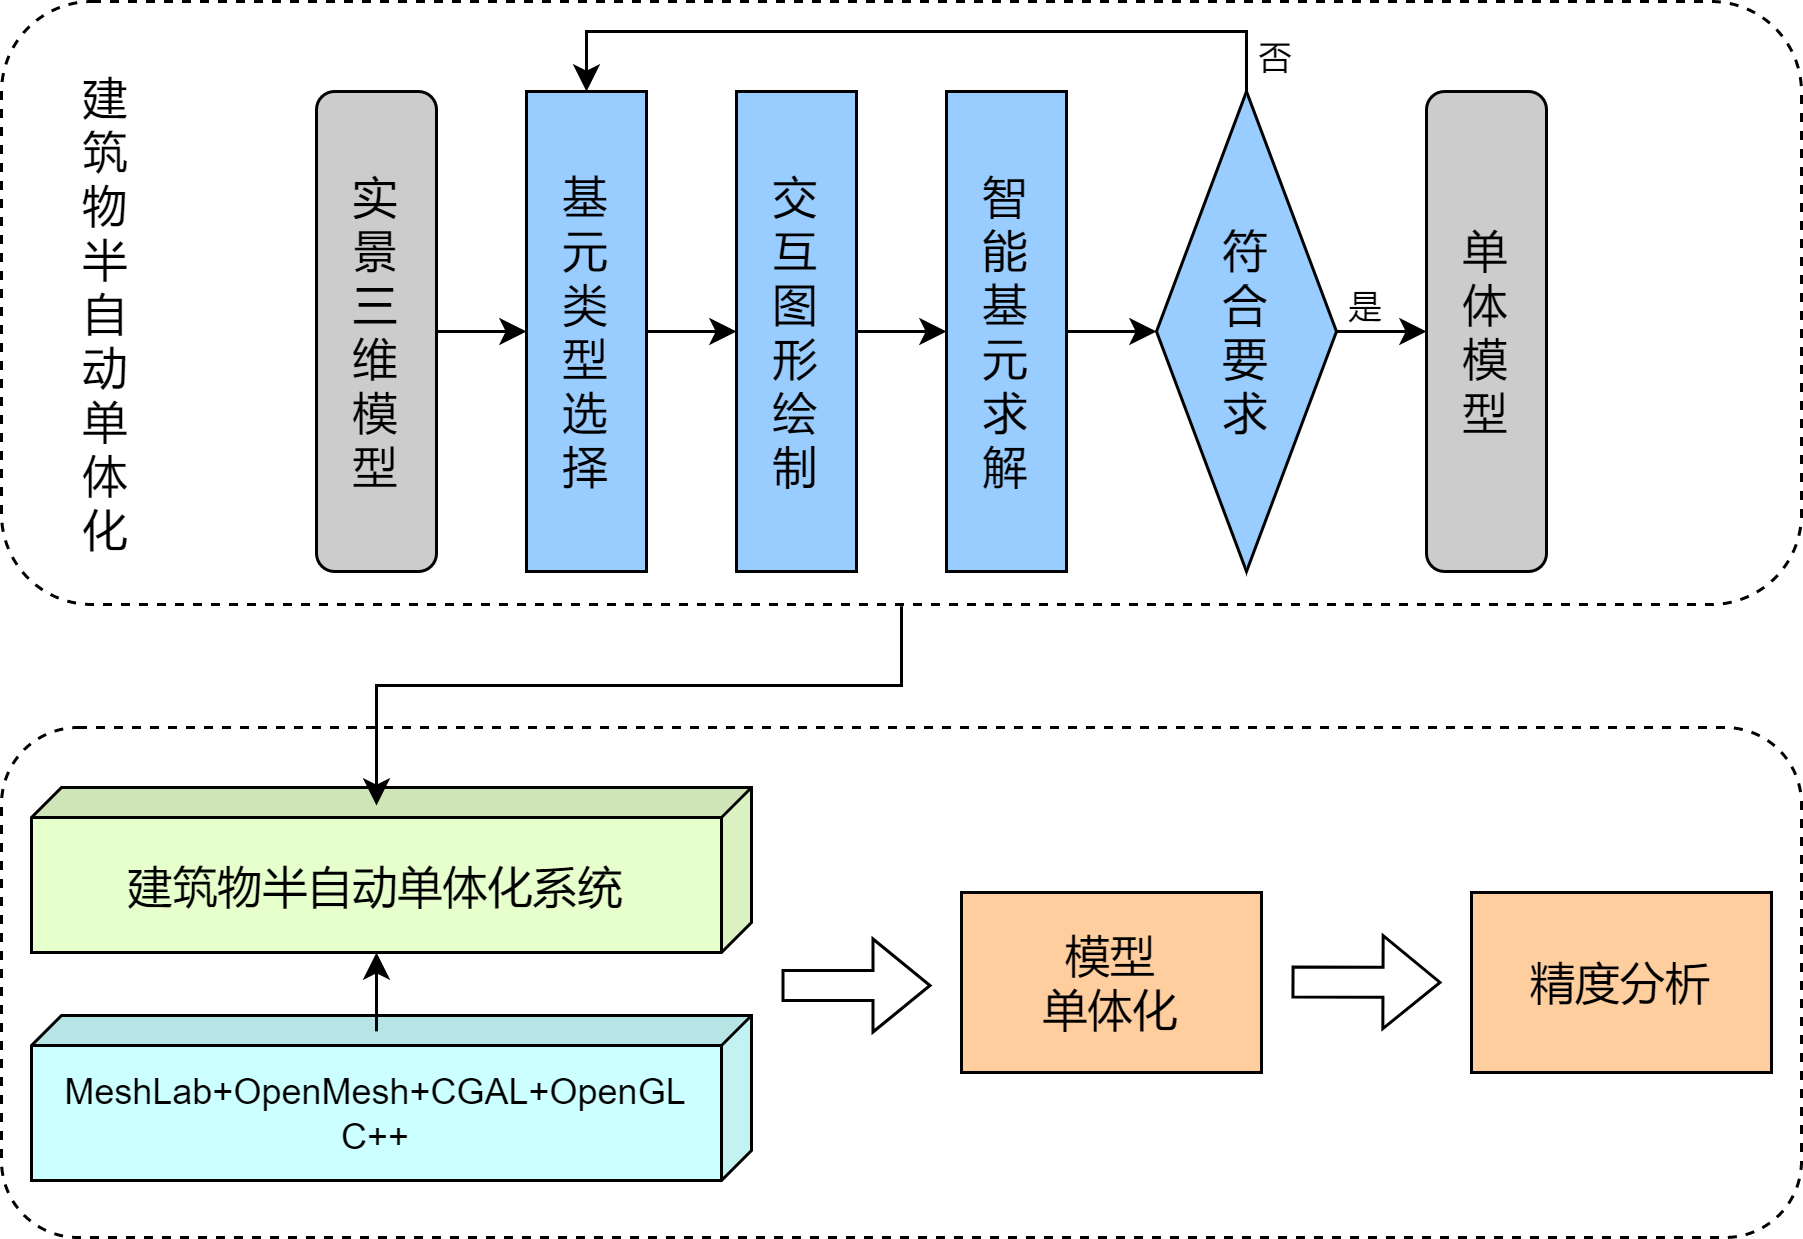 建筑物半自动单体化
实景三维模型
基元类型选择
交互图形绘制
智能基元求解
符合要求
否
是
单体模型
建筑物半自动单体化系统
MeshLab+OpenMesh+CGAL+OpenGL
C++
模型
单体化
精度分析